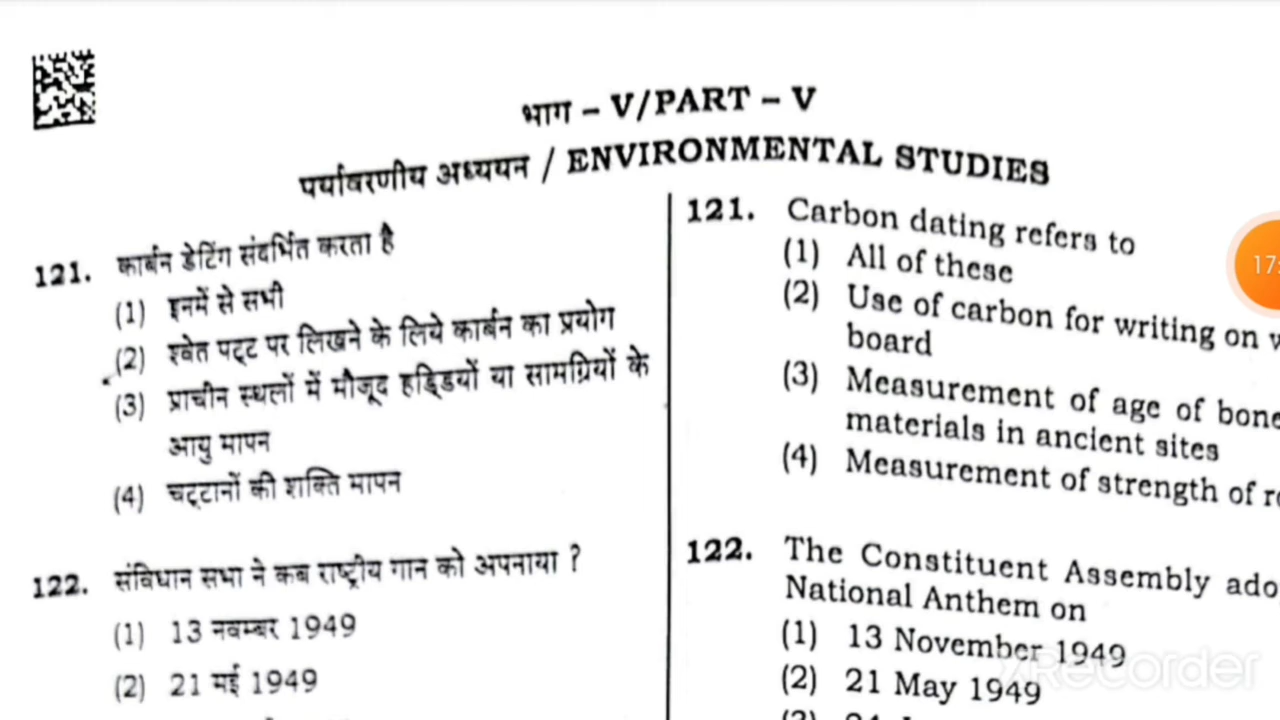 भाग – V/PART – V
पर्यावरणीय अध्ययन / ENVIRONMENTAL STUDIES
121. कार्बन डेटिंग संदर्भित करता है
(1) इनमें से सभी
(2) श्वेत पट्ट पर लिखने के लिये कार्बन का प्रयोग
(3) प्राचीन स्थलों में मौजूद हड्डियों या सामग्रियों के
आयु मापन
(4) चट्टानों की शक्ति मापन
122. संविधान सभा ने कब राष्ट्रीय गान को अपनाया ?
(1) 13 नवम्बर 1949
(2) 21 मई 1949
121. Carbon dating refers to
(1) All of these
(2) Use of carbon for writing on
board
(3) Measurement of age of
materials in ancient sites
(4) Measurement of strength of
122. The Constituent Assembly
National Anthem on
(1) 13 November 1949
(2) 21 May 1949
XRecorder